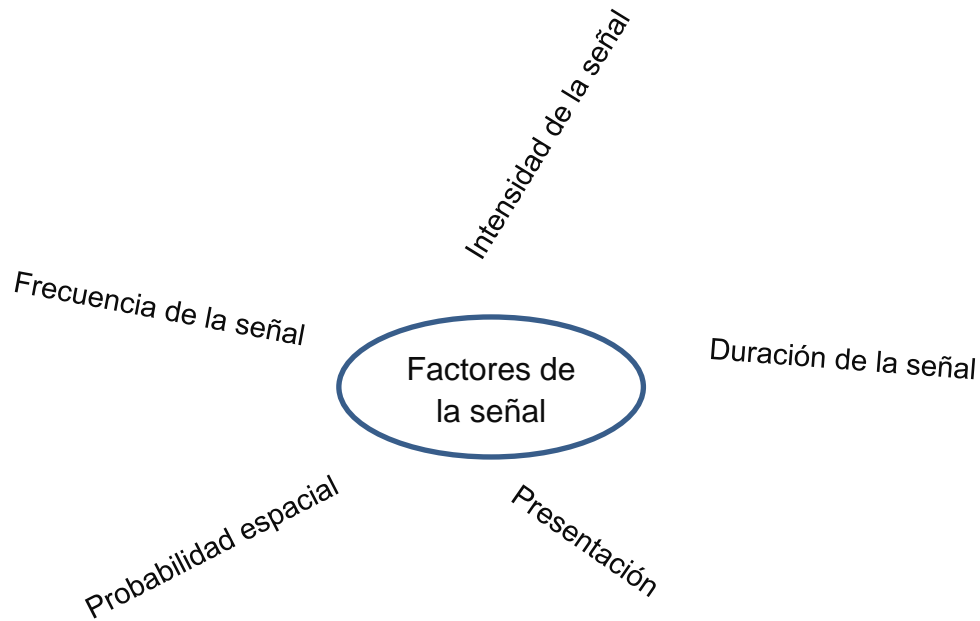 Intensidad de la señal
Frecuencia de la señal
Duración de la señal
Factores de
la señal
Probabilidad espacial
Presentación